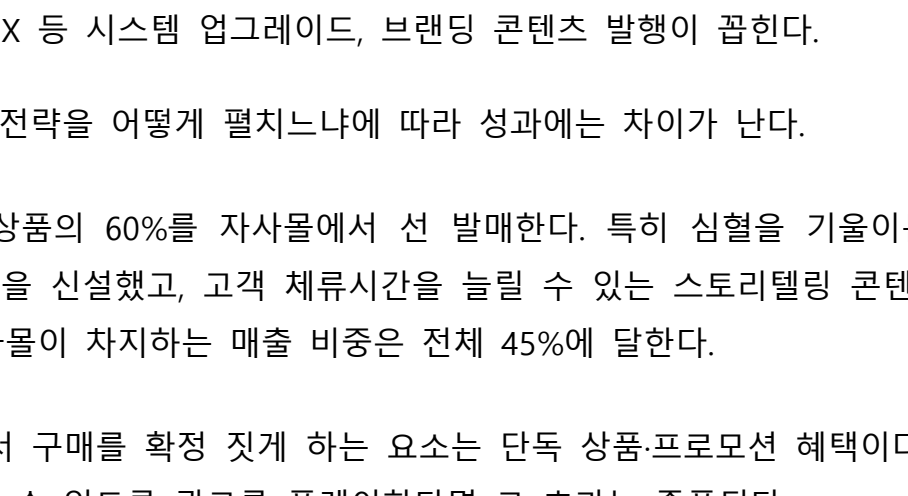 X 등 시스템 업그레이드, 브랜딩 콘텐츠 발행이 꼽힌다.
전략을 어떻게 펼치느냐에 따라 성과에는 차이가 난다.
상품의 60%를 자사몰에서 선 발매한다. 특히 심혈을 기울이
을 신설했고, 고객 체류시간을 늘릴 수 있는 스토리텔링 콘텐
몰이 차지하는 매출 비중은 전체 45%에 달한다.
서 구매를 확정 짓게 하는 요소는 단독 상품·프로모션 혜택이다